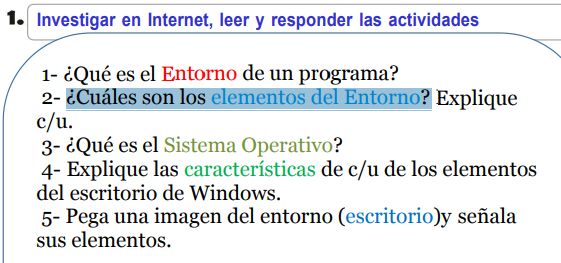 1. Investigar en Internet, leer y responder las actividades
1- ¿Qué es el Entorno de un programa?
2- ¿Cuáles son los elementos del Entorno? Explique
c/u.
3- ¿Qué es el Sistema Operativo?
4- Explique las características de c/u de los elementos
del escritorio de Windows.
5- Pega una imagen del entorno (escritorio)y señala
sus elementos.